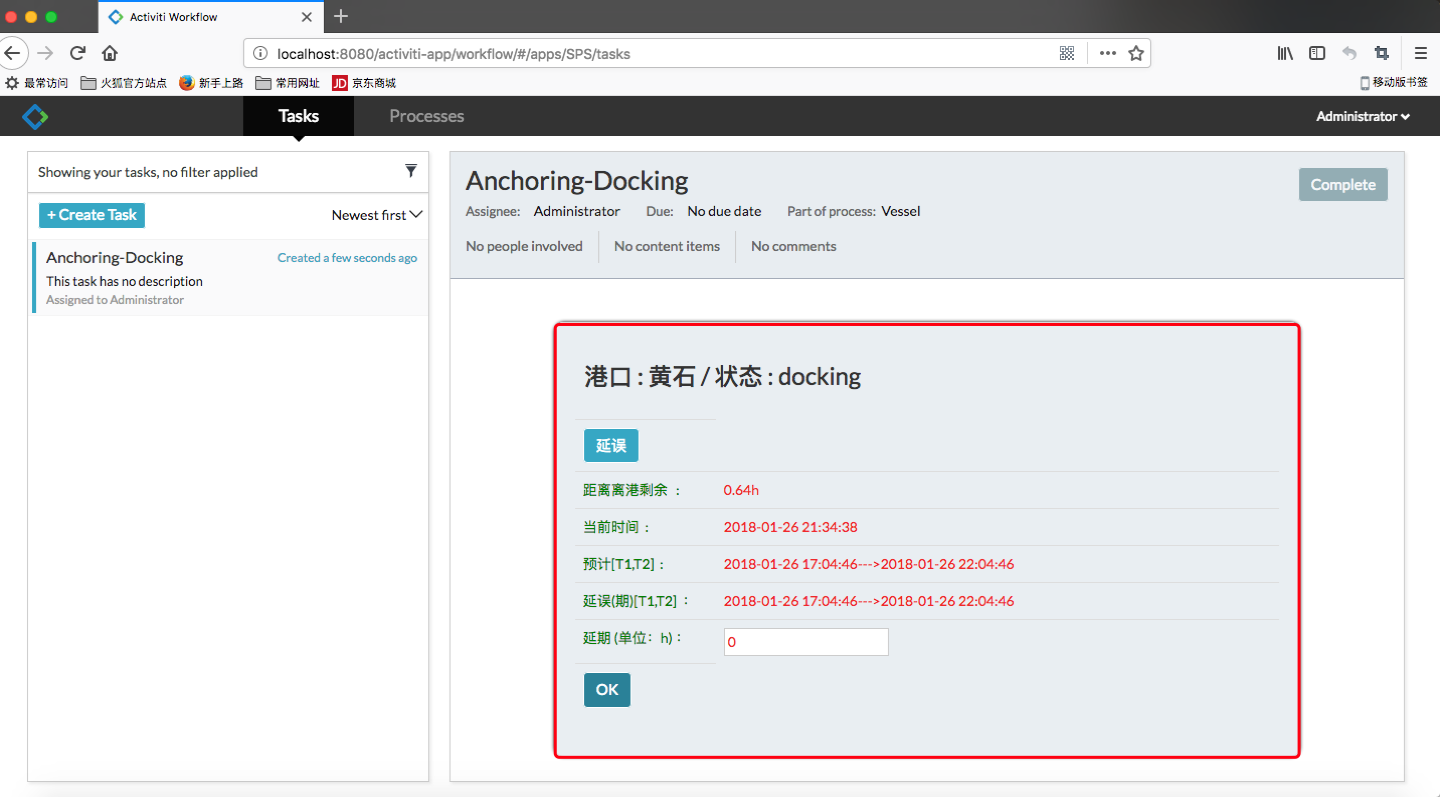 Activiti Workflow
localhost:8080/activiti-app/workflow/#/apps/SPS/tasks
最常访问 火狐官方站点 新手上路 常用网址 JD 京东商城 移动版书签
Tasks Processes Administrator
Showing your tasks, no filter applied
+ Create Task Newest first
Anchoring-Docking Created a few seconds ago
This task has no description
Assigned to Administrator
Anchoring-Docking Complete
Assignee: Administrator Due: No due date Part of process: Vessel
No people involved No content items No comments
港口 : 黄石 / 状态 : docking
延误
距离离港剩余 : 0.64h
当前时间 : 2018-01-26 21:34:38
预计[T1,T2] : 2018-01-26 17:04:46--->2018-01-26 22:04:46
延误(期)[T1,T2] : 2018-01-26 17:04:46--->2018-01-26 22:04:46
延期 (单位：h) : 0
OK